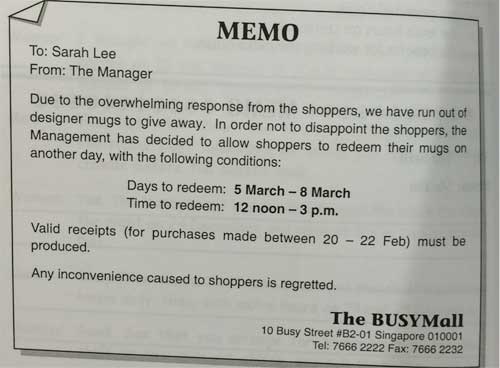 MEMO
To: Sarah Lee
From: The Manager
Due to the overwhelming response from the shoppers, we have run out of
designer mugs to give away. In order not to disappoint the shoppers, the
Management has decided to allow shoppers to redeem their mugs on
another day, with the following conditions:
Days to redeem: 5 March – 8 March
Time to redeem: 12 noon – 3 p.m.
Valid receipts (for purchases made between 20 – 22 Feb) must be
produced.
Any inconvenience caused to shoppers is regretted.
The BUSYMall
10 Busy Street #B2-01 Singapore 010001
Tel: 7666 2222 Fax: 7666 2232